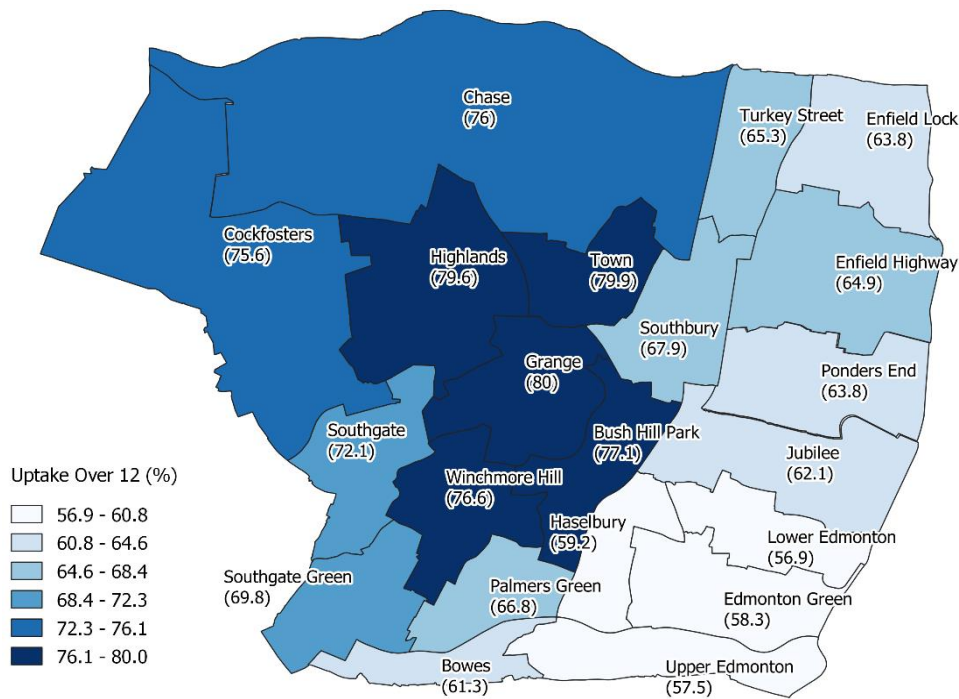 Chase
(76)
Turkey Street
(65.3)
Enfield Lock
(63.8)
Cockfosters
(75.6)
Highlands
(79.6)
Town
(79.9)
Enfield Highway
(64.9)
Southbury
(67.9)
Grange
(80)
Ponders End
(63.8)
Southgate
(72.1)
Bush Hill Park
(77.1)
Jubilee
(62.1)
Winchmore Hill
(76.6)
Haselbury
(59.2)
Lower Edmonton
(56.9)
Southgate Green
(69.8)
Palmers Green
(66.8)
Edmonton Green
(58.3)
Bowes
(61.3)
Upper Edmonton
(57.5)
Uptake Over 12 (%)
56.9 - 60.8
60.8 - 64.6
64.6 - 68.4
68.4 - 72.3
72.3 - 76.1
76.1 - 80.0